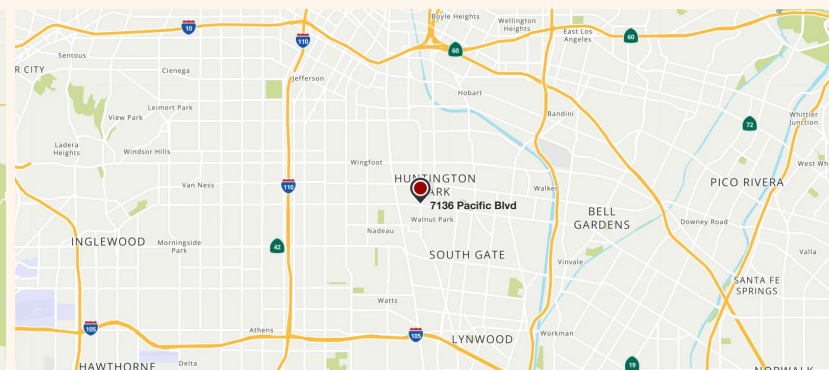 Boyle Heights
Wellington
Heights
East Los
Angeles
10
110
60
60
Sentous
R CITY
Cienega
Jefferson
Hobart
Leimert Park
View Park
Bandini
72
Whittier
Junction
Ladera
Heights
Windsor Hills
Wingfoot
West Wh
Van Ness
110
HUNTINGTON
PARK
7136 Pacific Blvd
Walker
PICO RIVERA
BELL
GARDENS
Walnut Park
Downey Road
Nadeau
INGLEWOOD
Morningside
Park
42
SOUTH GATE
Vinvale
Valla
SANTA FE
SPRINGS
Watts
105
Athens
105
LYNWOOD
Workman
HAWTHORNE
Delta
19
NORWALK